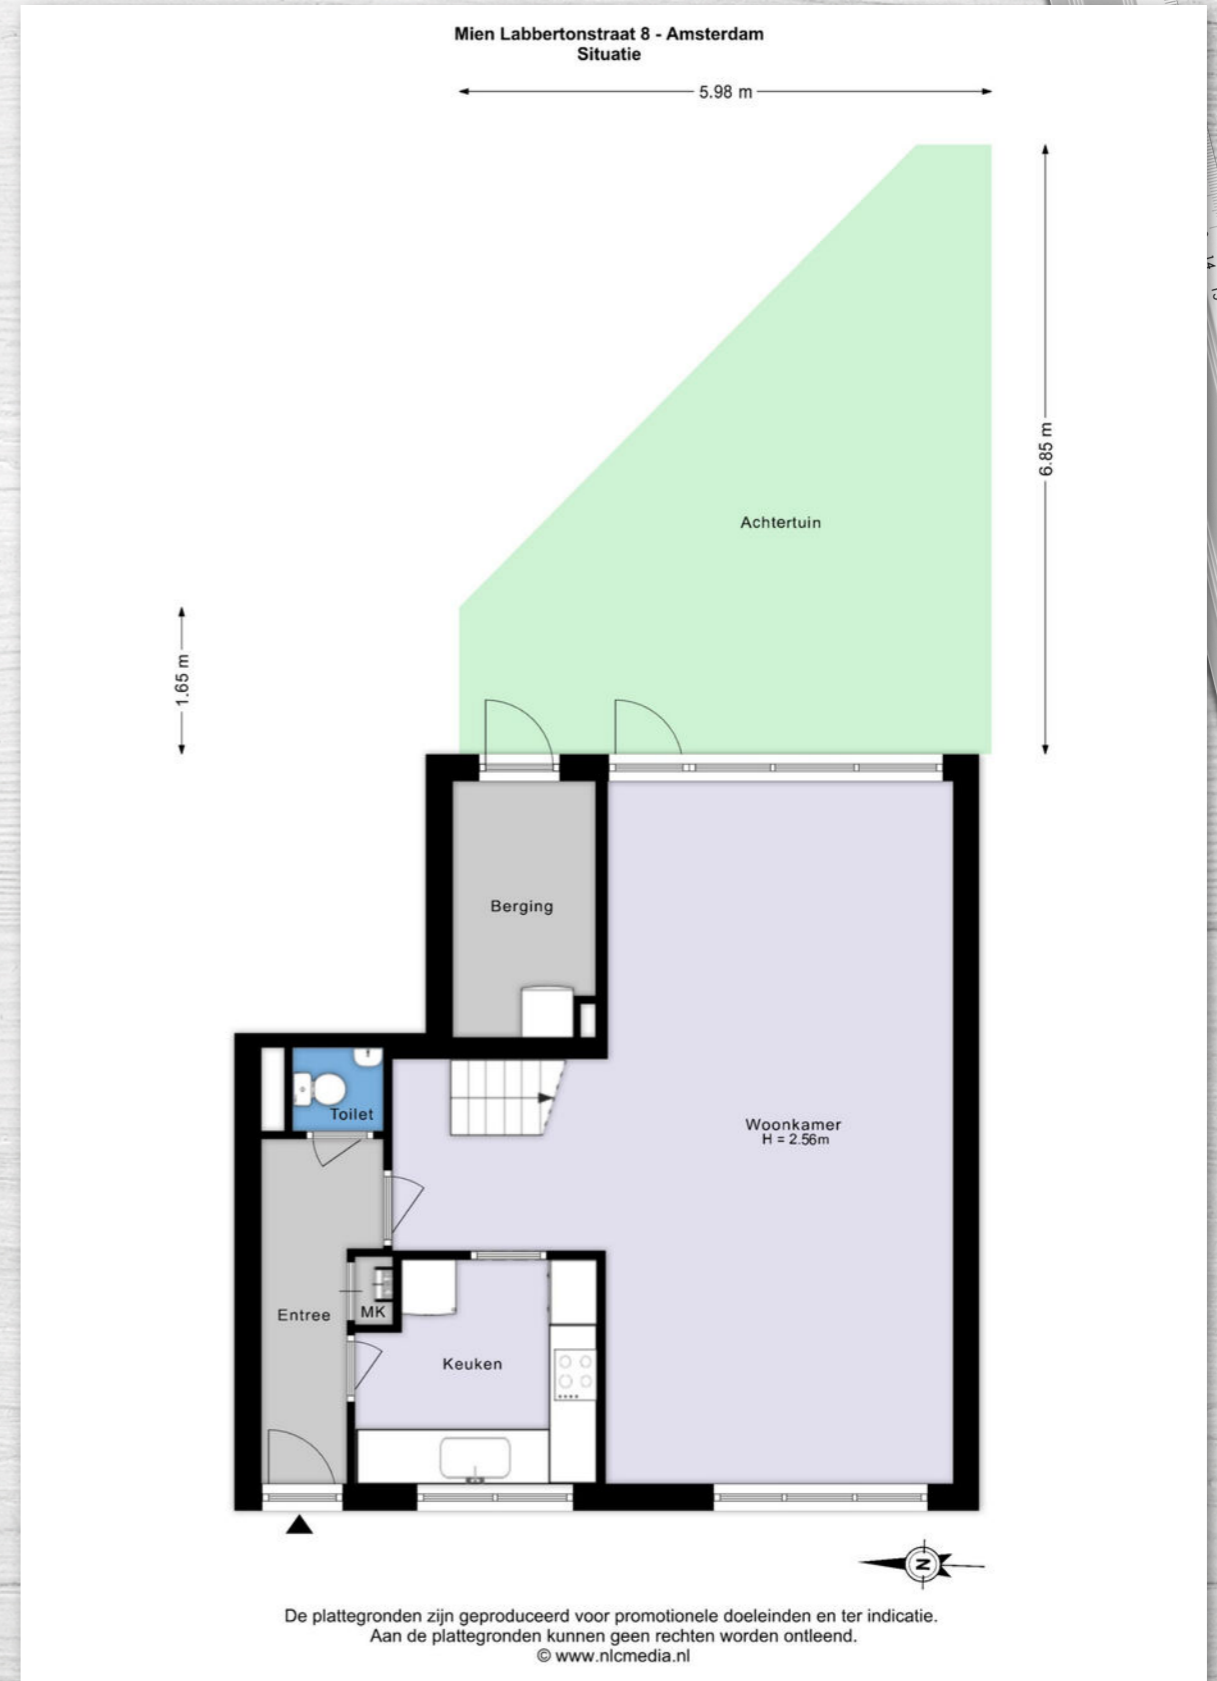 Mien Labbertonstraat 8 - Amsterdam
Situatie
5.98 m
6.85 m
Achtertuin
1.65 m
Berging
Toilet
Woonkamer
H = 2.56m
Entree
MK
Keuken
N
De plattegronden zijn geproduceerd voor promotionele doeleinden en ter indicatie.
Aan de plattegronden kunnen geen rechten worden ontleend.
© www.nlcmedia.nl